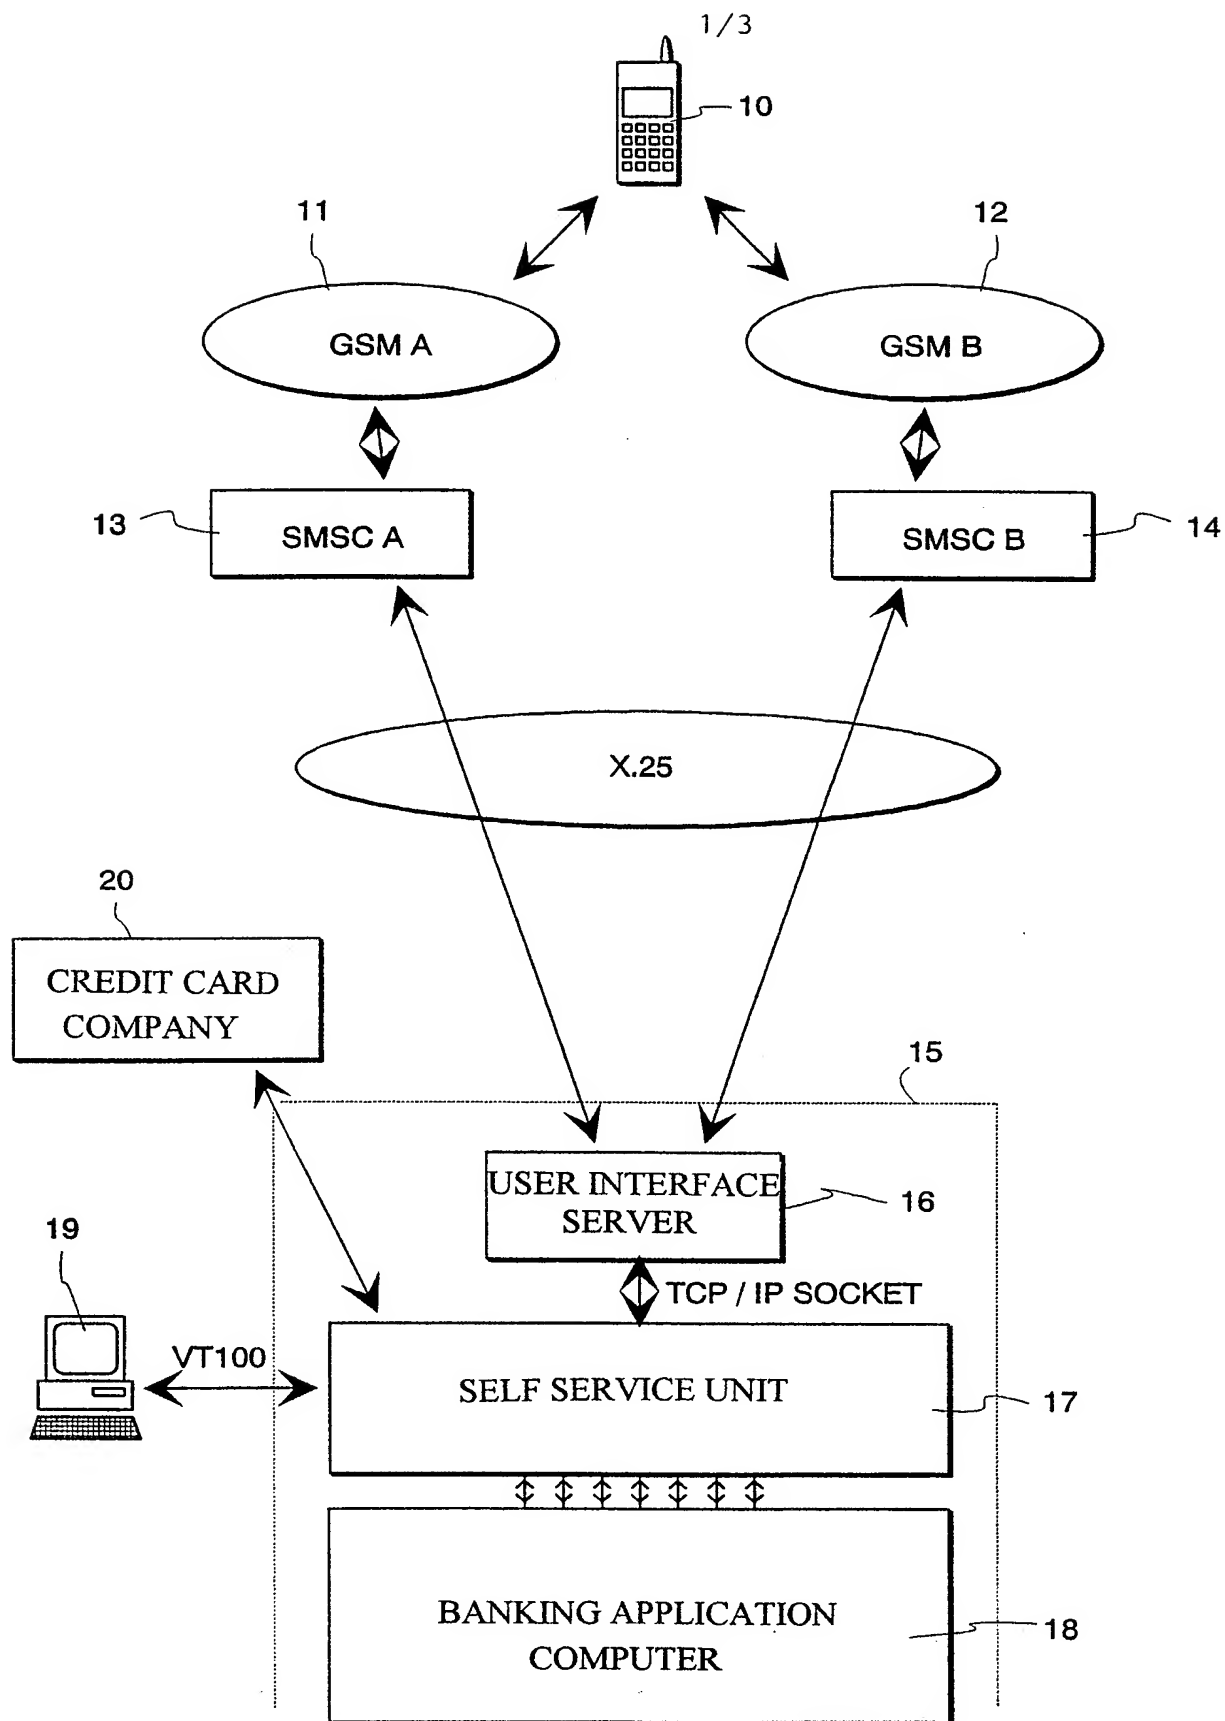 1/3
10
11
12
GSM A
GSM B
13
SMSC A
SMSC B
14
X.25
20
CREDIT CARD
COMPANY
15
USER INTERFACE
SERVER
16
19
TCP / IP SOCKET
VT100
SELF SERVICE UNIT
17
BANKING APPLICATION
COMPUTER
18